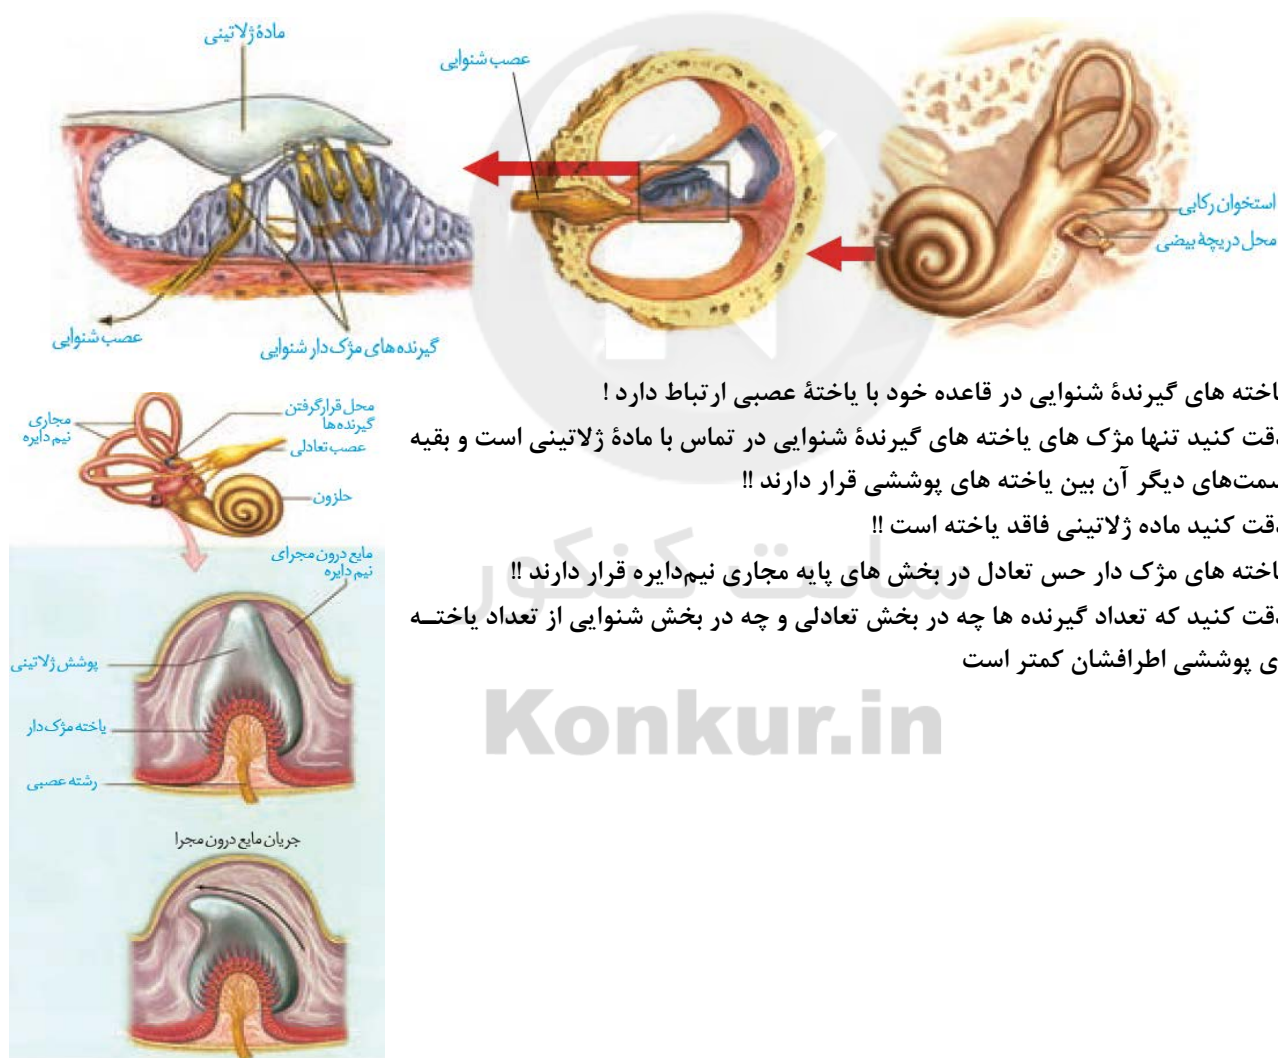 مادهٔ ژلاتینی
عصب شنوایی
استخوان رکابی
محل دریچهٔ بیضی
عصب شنوایی
گیرنده‌های مژک‌دار شنوایی
اخته های گیرندهٔ شنوایی در قاعده خود با یاختهٔ عصبی ارتباط دارد !
دقت کنید تنها مژک های یاخته های گیرندهٔ شنوایی در تماس با مادهٔ ژلاتینی است و بقیه
سمت‌های دیگر آن بین یاخته های پوششی قرار دارند !!
دقت کنید ماده ژلاتینی فاقد یاخته است !!
اخته های مژک دار حس تعادل در بخش های پایه مجاری نیم‌دایره قرار دارند !!
دقت کنید که تعداد گیرنده ها چه در بخش تعادلی و چه در بخش شنوایی از تعداد یاختــه
ی پوششی اطرافشان کمتر است
مجاری
نیم دایره
محل قرارگرفتن
گیرنده‌ها
عصب تعادلی
حلزون
مایع درون مجرای
نیم دایره
پوشش ژلاتینی
یاخته مژک‌دار
رشته عصبی
جریان مایع درون مجرا
سایت کنکور
Konkur.in